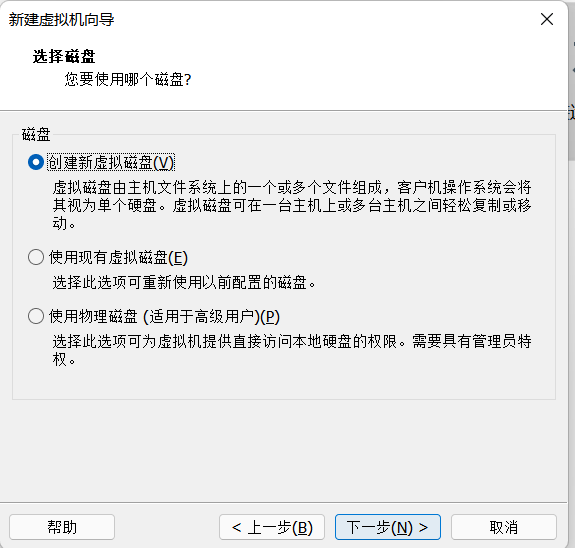 新建虚拟机向导
选择磁盘
您要使用哪个磁盘?
磁盘
创建新虚拟磁盘(V)
虚拟磁盘由主机文件系统上的一个或多个文件组成，客户机操作系统会将
其视为单个硬盘。虚拟磁盘可在一台主机上或多台主机之间轻松复制或移
动。
使用现有虚拟磁盘(E)
选择此选项可重新使用以前配置的磁盘。
使用物理磁盘 (适用于高级用户)(P)
选择此选项可为虚拟机提供直接访问本地硬盘的权限。需要具有管理员特
权。
帮助
< 上一步(B)
下一步(N) >
取消